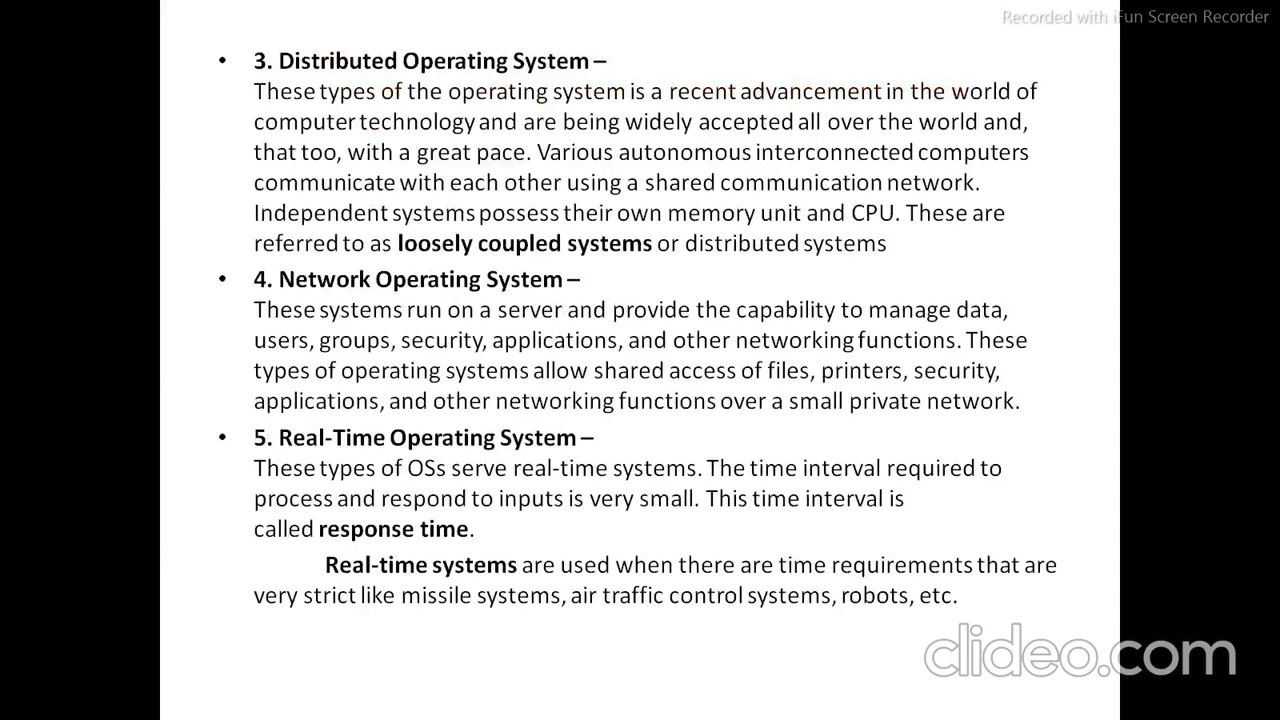 Recorded with iFun Screen Recorder
• 3. Distributed Operating System –
These types of the operating system is a recent advancement in the world of
computer technology and are being widely accepted all over the world and,
that too, with a great pace. Various autonomous interconnected computers
communicate with each other using a shared communication network.
Independent systems possess their own memory unit and CPU. These are
referred to as loosely coupled systems or distributed systems
• 4. Network Operating System –
These systems run on a server and provide the capability to manage data,
users, groups, security, applications, and other networking functions. These
types of operating systems allow shared access of files, printers, security,
applications, and other networking functions over a small private network.
• 5. Real-Time Operating System –
These types of OSs serve real-time systems. The time interval required to
process and respond to inputs is very small. This time interval is
called response time.
Real-time systems are used when there are time requirements that are
very strict like missile systems, air traffic control systems, robots, etc.
clideo.com